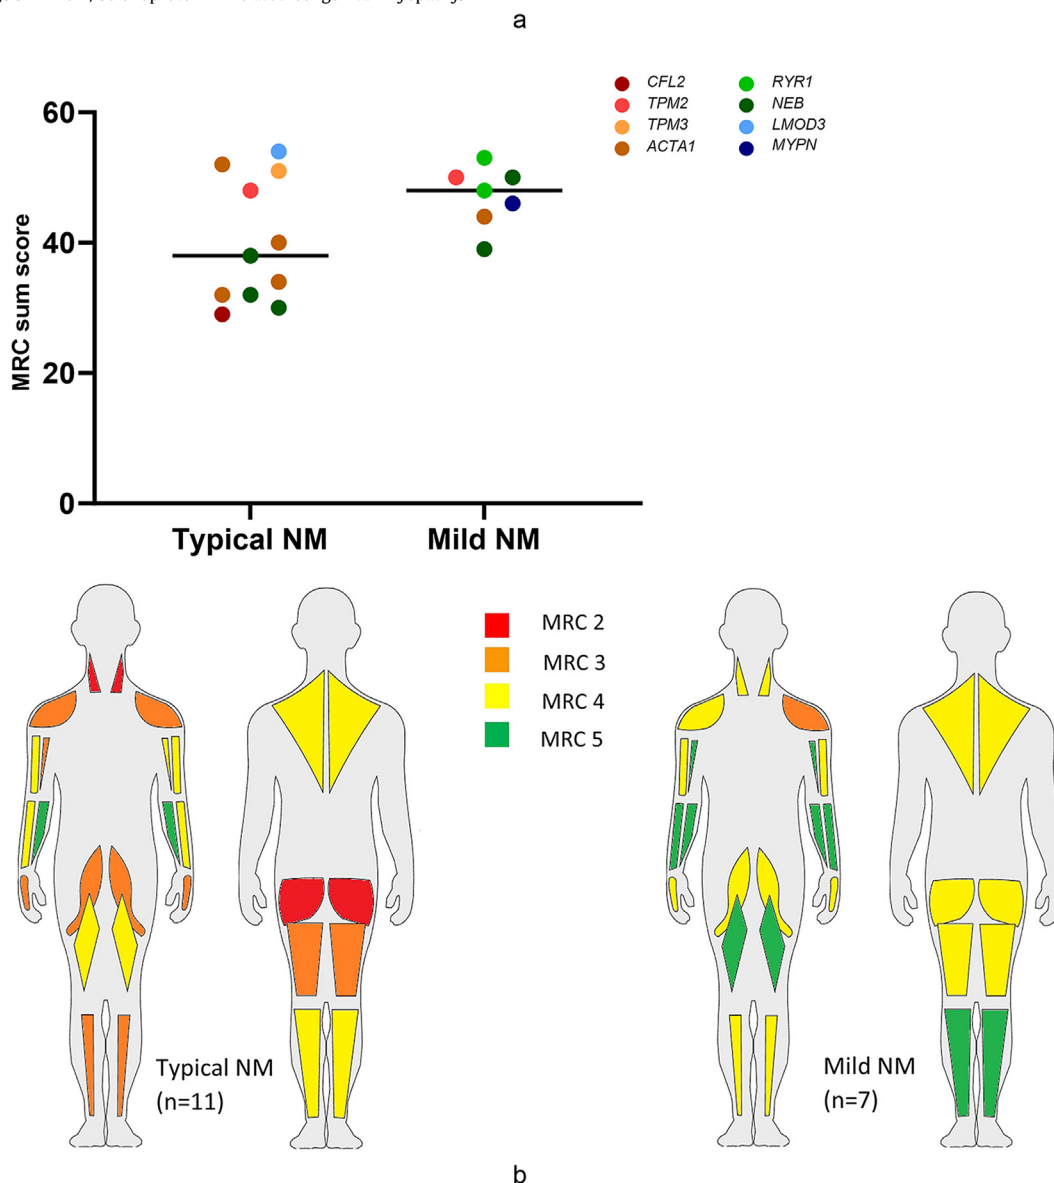 a
CFL2 RYR1
TPM2 NEB
TPM3 LMOD3
ACTA1 MYPN
60
40
20
0
MRC sum score
Typical NM Mild NM
MRC 2
MRC 3
MRC 4
MRC 5
Typical NM
(n=11)
Mild NM
(n=7)
b